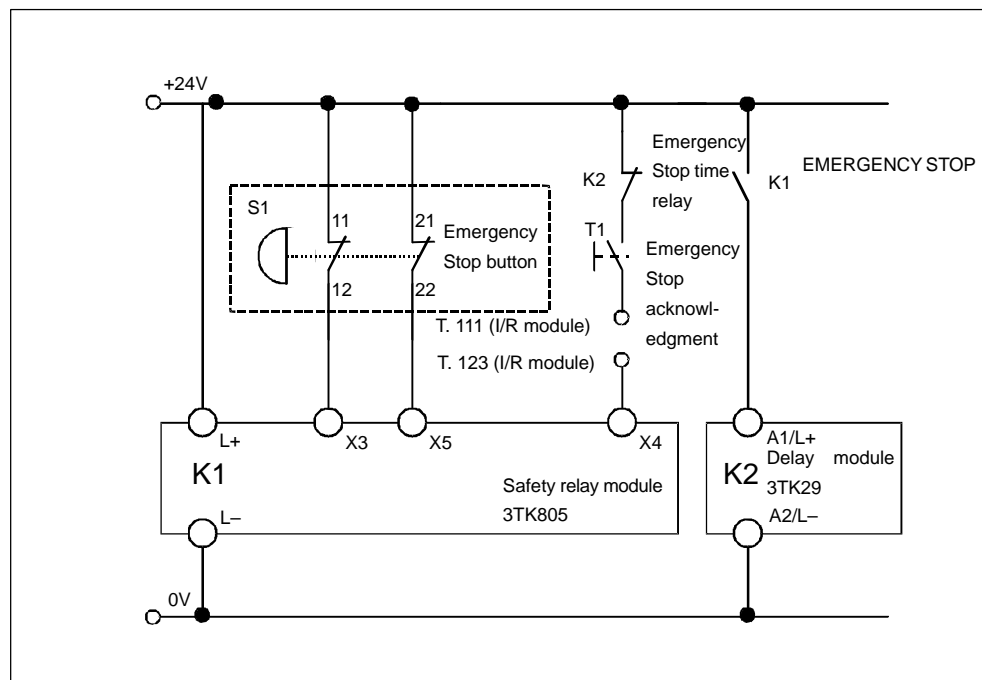 +24V
Emergency
Stop time
relay
K2
K1
EMERGENCY STOP
S1
11
21
Emergency
Stop button
12
22
T1
Emergency
Stop
acknowl-
edgment
T. 111 (I/R module)
T. 123 (I/R module)
L+
X3
X5
X4
K1
Safety relay module
3TK805
L–
A1/L+
Delay module
K2
3TK29
A2/L–
0V